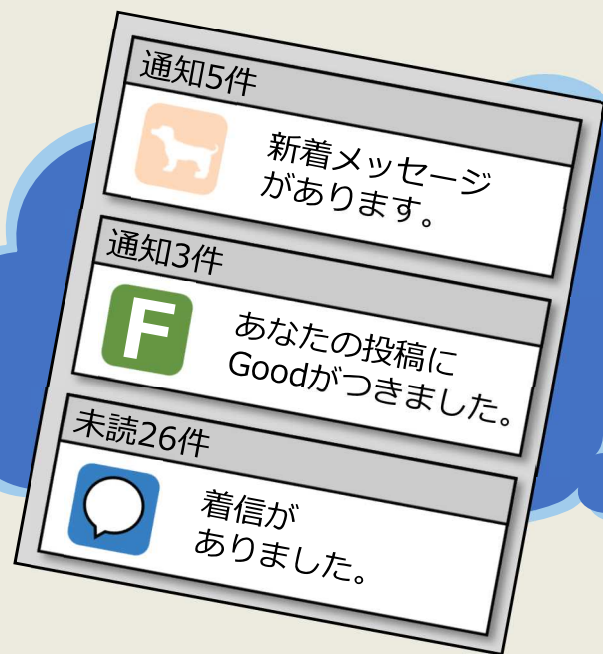 通知5件
新着メッセージ
があります。
通知3件
F
あなたの投稿に
Goodがつきました。
未読26件
着信が
ありました。